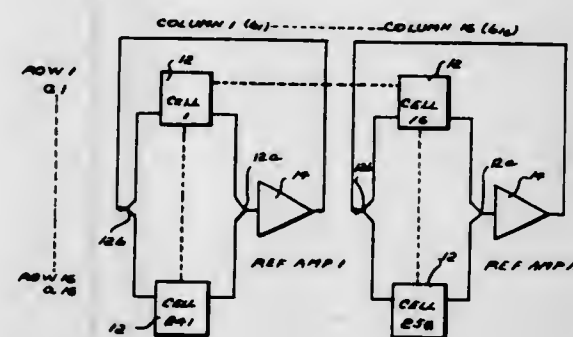 COLUMN 1 (b1) COLUMN 16 (b16)
ROW 1
a1
12
CELL
1
12
CELL
16
12a
14
12a
14
12b
12b
REF AMP 1
REF AMP
ROW 16
a16
12
CELL
241
12
CELL
256